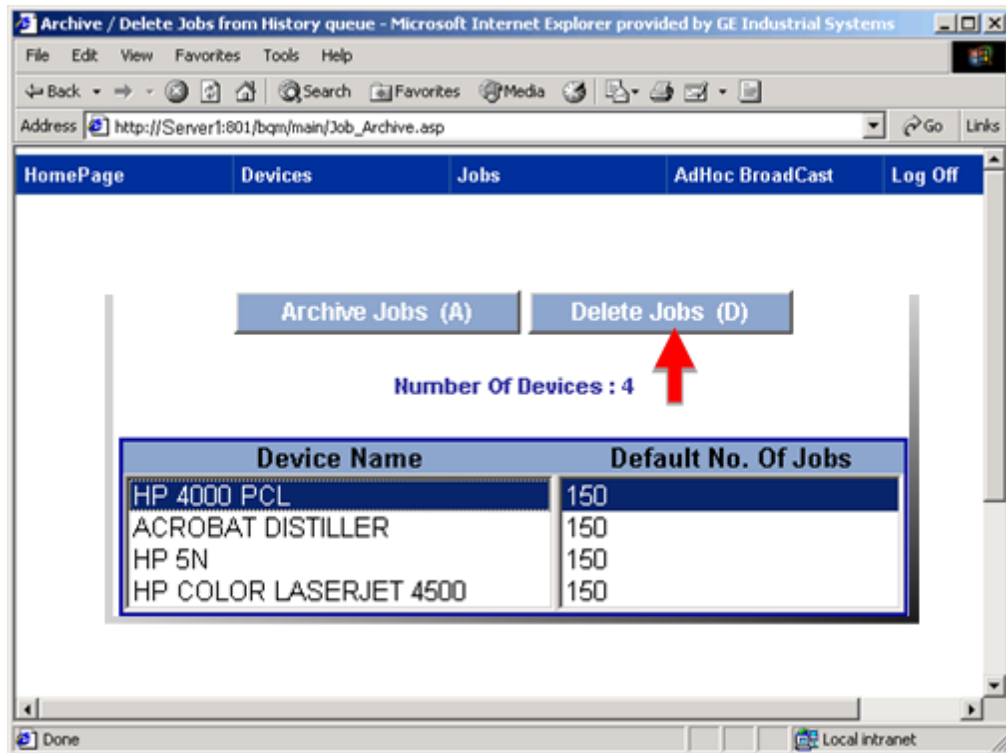 Archive / Delete Jobs from History queue - Microsoft Internet Explorer provided by GE Industrial Systems
File Edit View Favorites Tools Help
Back Search Favorites Media
Address http://Server1:801/bqm/main/Job_Archive.asp Go Links
HomePage Devices Jobs AdHoc BroadCast Log Off
Archive Jobs (A) Delete Jobs (D)
Number Of Devices : 4
Device Name Default No. Of Jobs
HP 4000 PCL 150
ACROBAT DISTILLER 150
HP 5N 150
HP COLOR LASERJET 4500 150
Done Local intranet